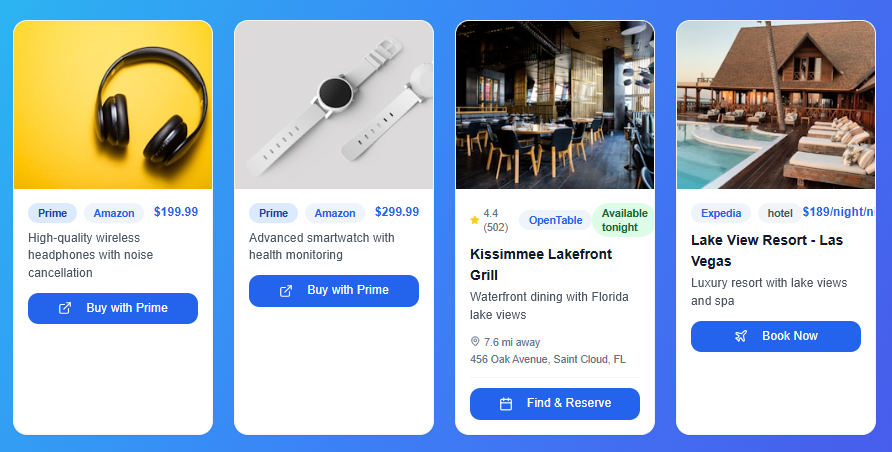 Prime Amazon $199.99
High-quality wireless
headphones with noise
cancellation
Buy with Prime
Prime Amazon $299.99
Advanced smartwatch with
health monitoring
Buy with Prime
4.4
(502)
OpenTable
Available
tonight
Kissimmee Lakefront
Grill
Waterfront dining with Florida
lake views
7.6 mi away
456 Oak Avenue, Saint Cloud, FL
Find & Reserve
Expedia hotel $189/night/n
Lake View Resort - Las
Vegas
Luxury resort with lake views
and spa
Book Now